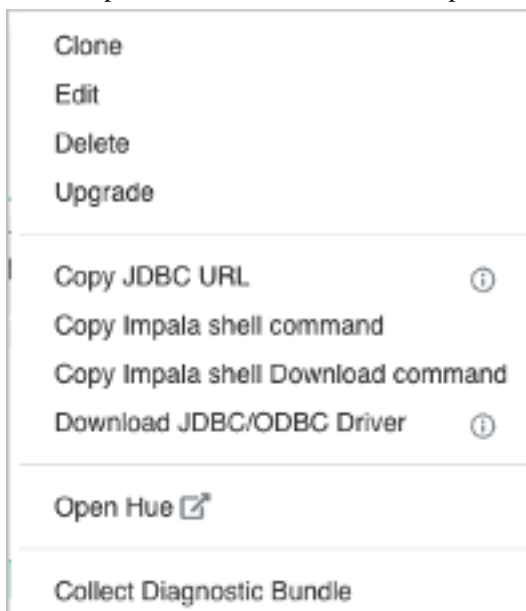 Clone
Edit
Delete
Upgrade
Copy JDBC URL
Copy Impala shell command
Copy Impala shell Download command
Download JDBC/ODBC Driver
Open Hue
Collect Diagnostic Bundle